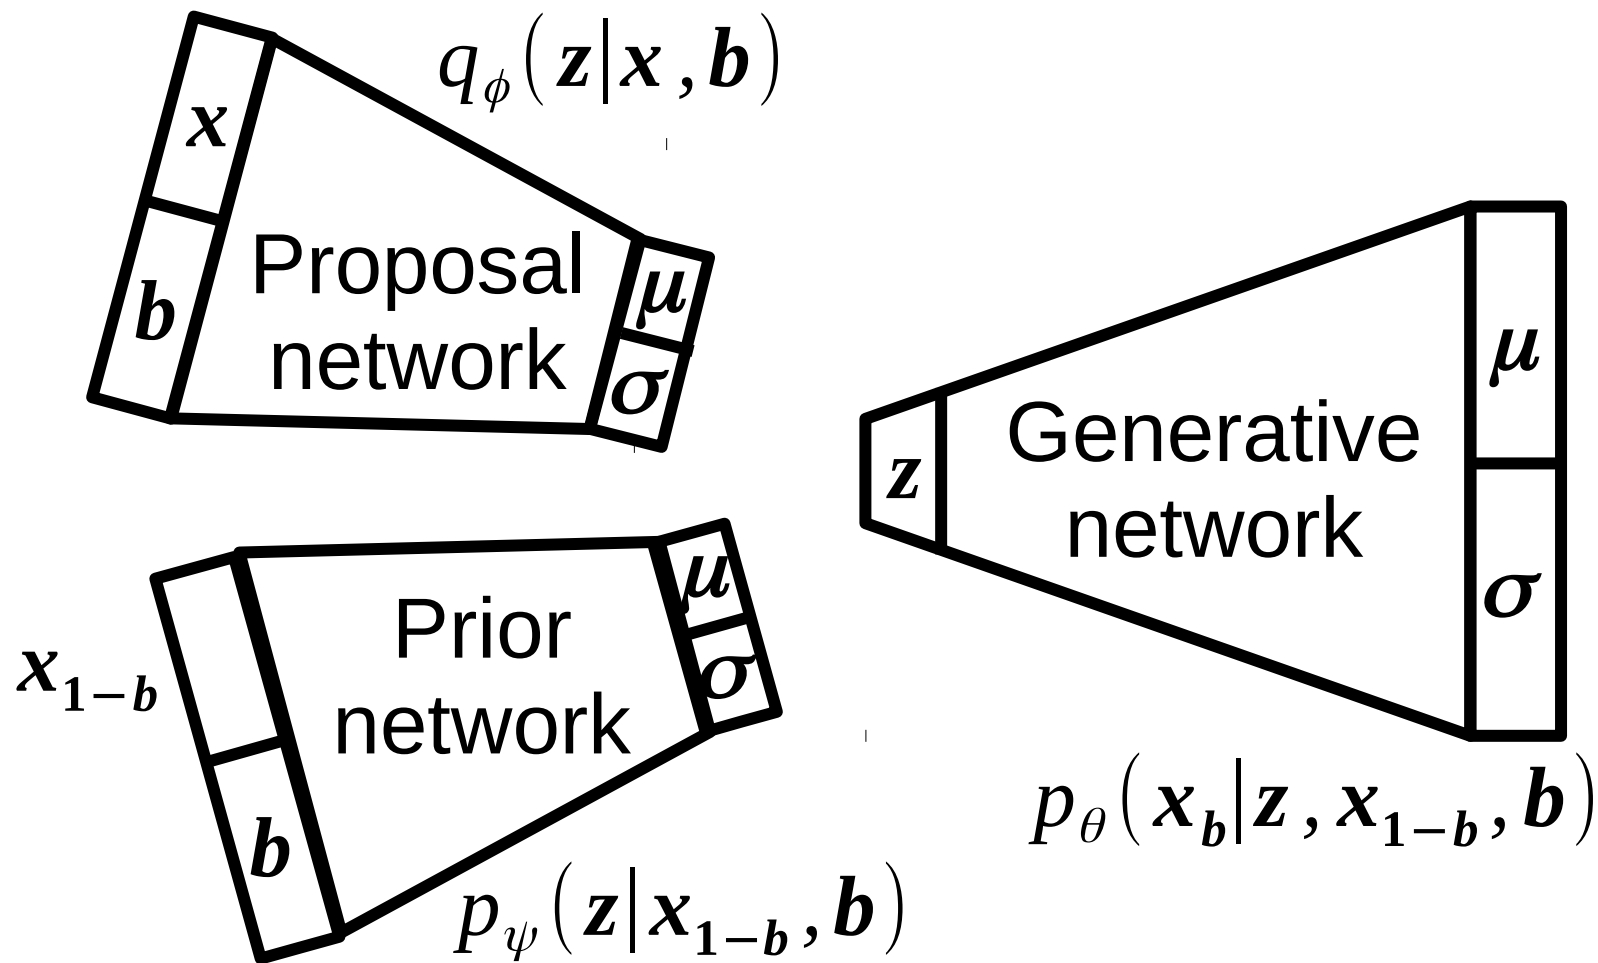 q_ϕ(z|x,b)
x
b
Proposal
network
μ
σ
x_{1−b}
b
Prior
network
μ
σ
p_ψ(z|x_{1−b},b)
z
Generative
network
μ
σ
p_θ(x_b|z,x_{1−b},b)